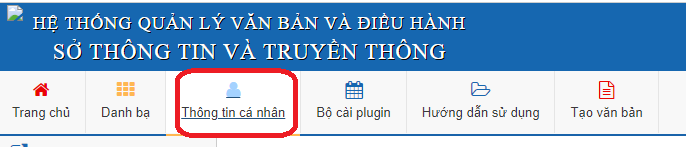 HỆ THỐNG QUẢN LÝ VĂN BẢN VÀ ĐIỀU HÀNH
SỞ THÔNG TIN VÀ TRUYỀN THÔNG
Trang chủ Danh bạ Thông tin cá nhân Bộ cài plugin Hướng dẫn sử dụng Tạo văn bản